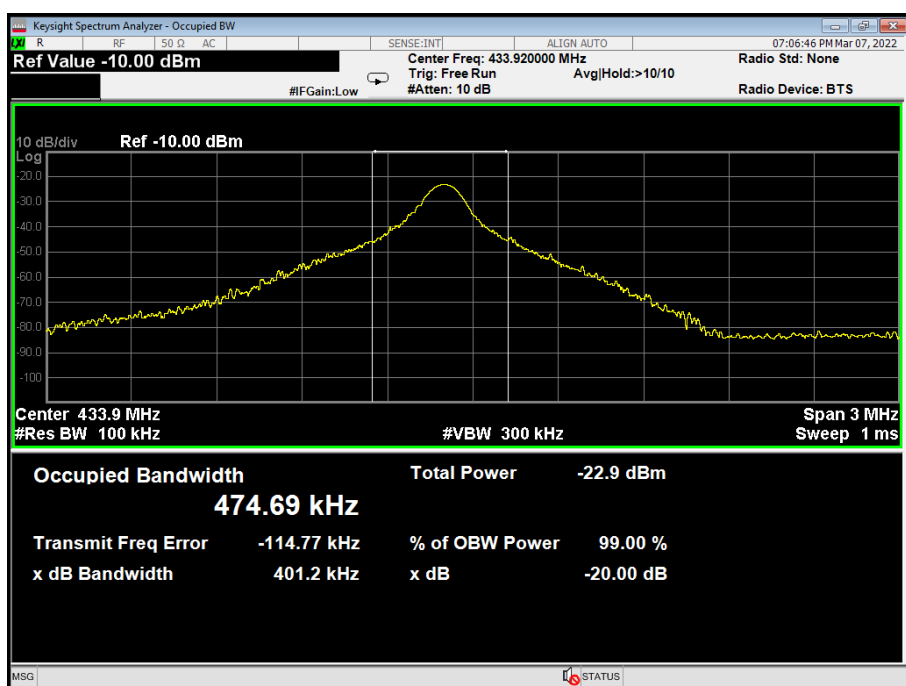 Keysight Spectrum Analyzer - Occupied BW
LXI R RF 50 Ω AC SENSE:INT ALIGN AUTO 07:06:46 PM Mar 07, 2022
Ref Value -10.00 dBm Center Freq: 433.920000 MHz Radio Std: None
Trig: Free Run Avg|Hold:>10/10
#IFGain:Low #Atten: 10 dB Radio Device: BTS
10 dB/div Ref -10.00 dBm
Log
-20.0
-30.0
-40.0
-50.0
-60.0
-70.0
-80.0
-90.0
-100
Center 433.9 MHz Span 3 MHz
#Res BW 100 kHz #VBW 300 kHz Sweep 1 ms
Occupied Bandwidth Total Power -22.9 dBm
474.69 kHz
Transmit Freq Error -114.77 kHz % of OBW Power 99.00 %
x dB Bandwidth 401.2 kHz x dB -20.00 dB
MSG STATUS